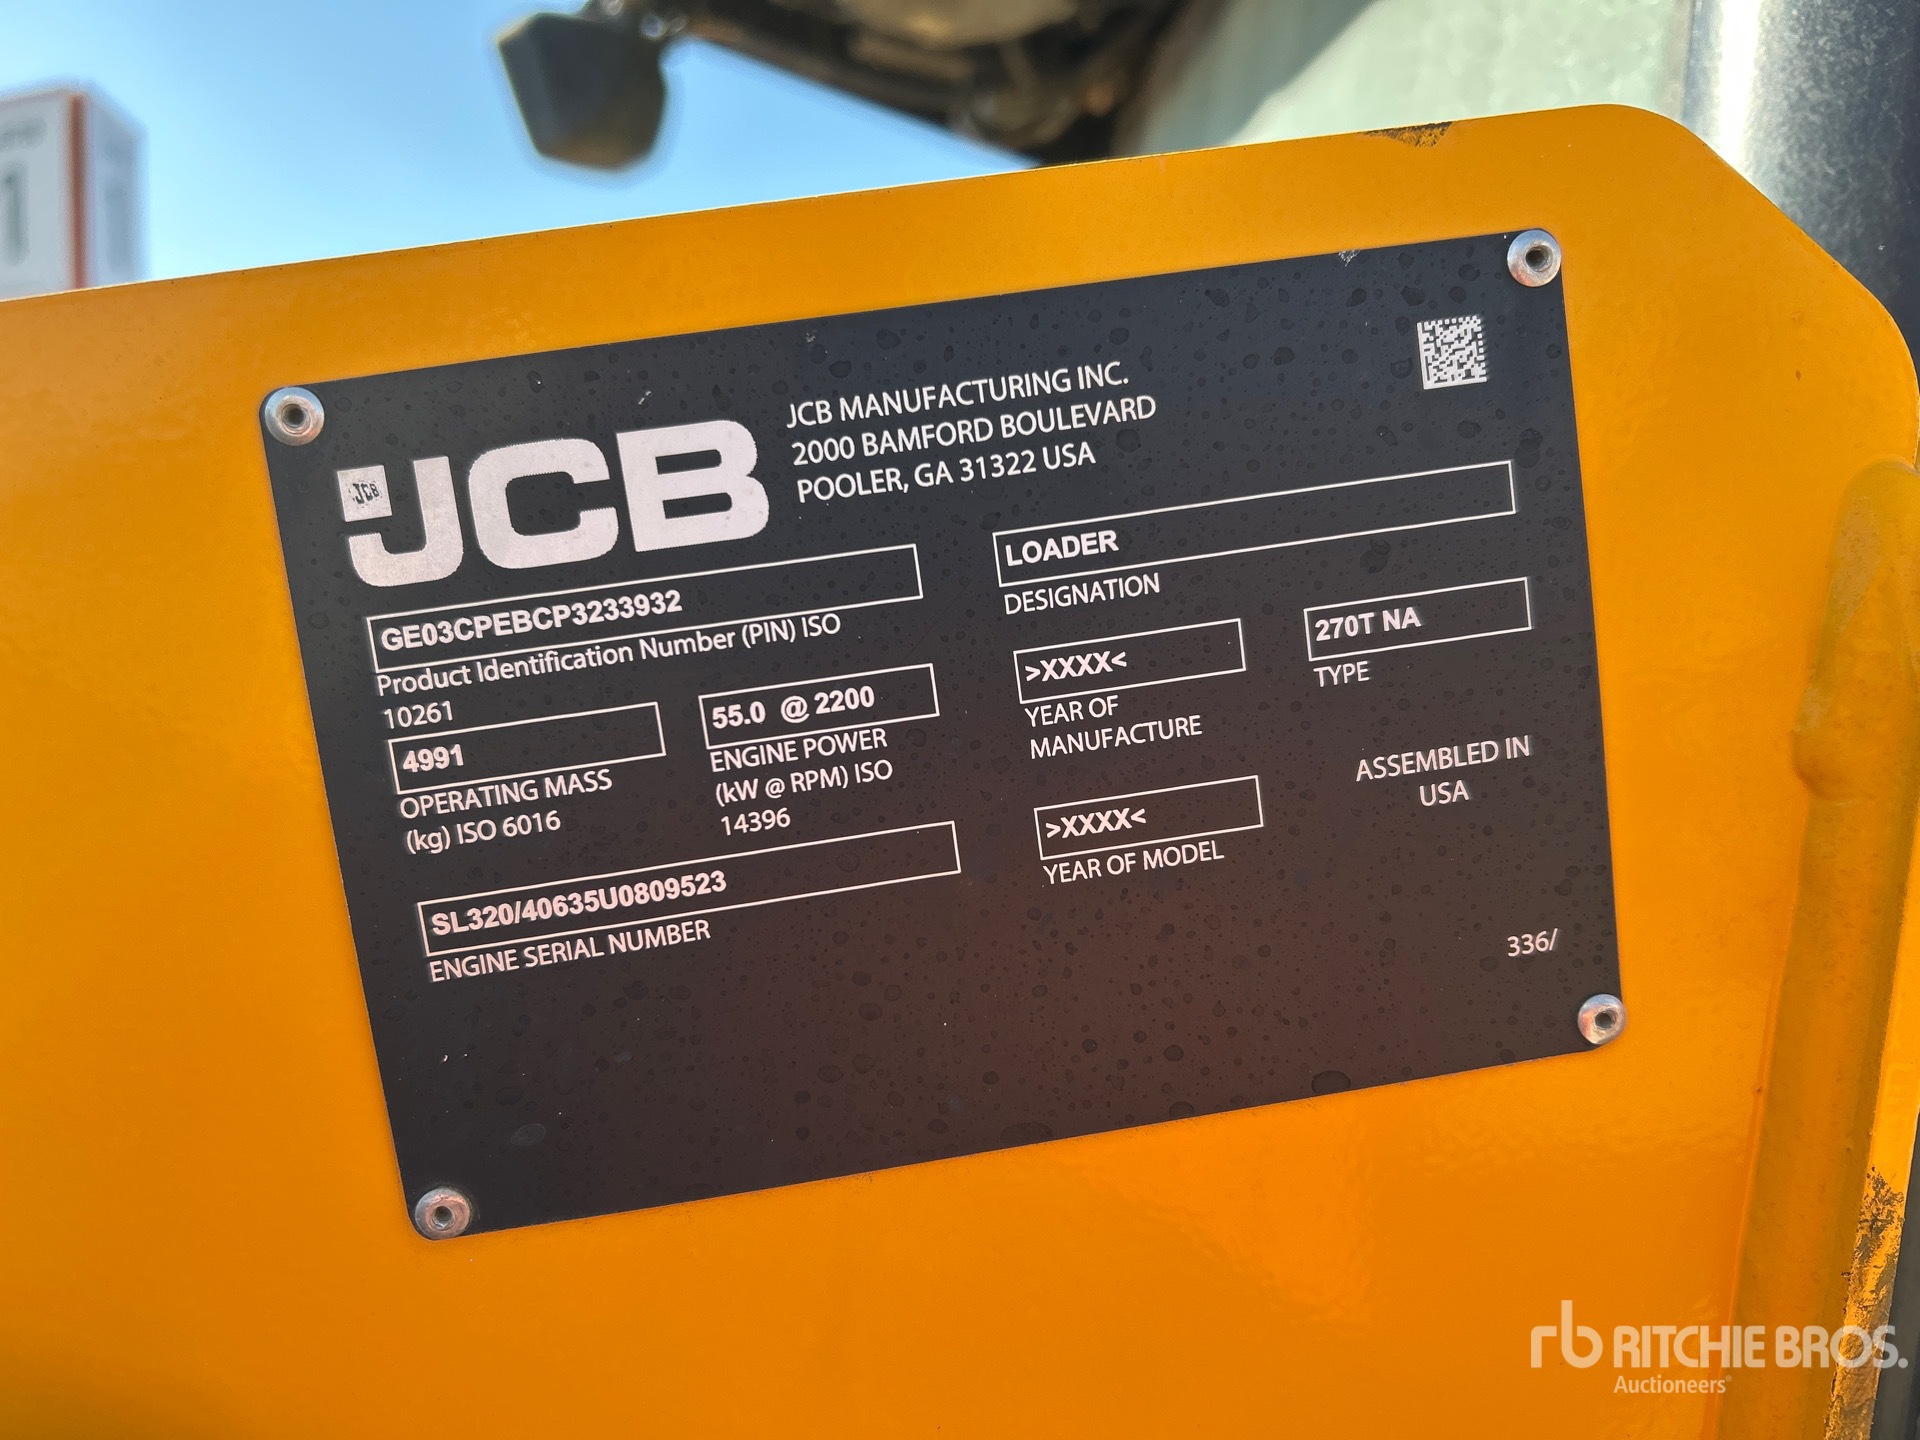 1
JCB
JCB
JCB MANUFACTURING INC.
2000 BAMFORD BOULEVARD
POOLER, GA 31322 USA
GE03CPEBCP3233932
Product Identification Number (PIN) ISO
10261
LOADER
DESIGNATION
4991
OPERATING MASS
(kg) ISO 6016
55.0 @ 2200
ENGINE POWER
(kW @ RPM) ISO
14396
>XXXX<
YEAR OF
MANUFACTURE
270T NA
TYPE
SL320/40635U0809523
ENGINE SERIAL NUMBER
>XXXX<
YEAR OF MODEL
ASSEMBLED IN
USA
336/
rb RITCHIE BROS.
Auctioneers